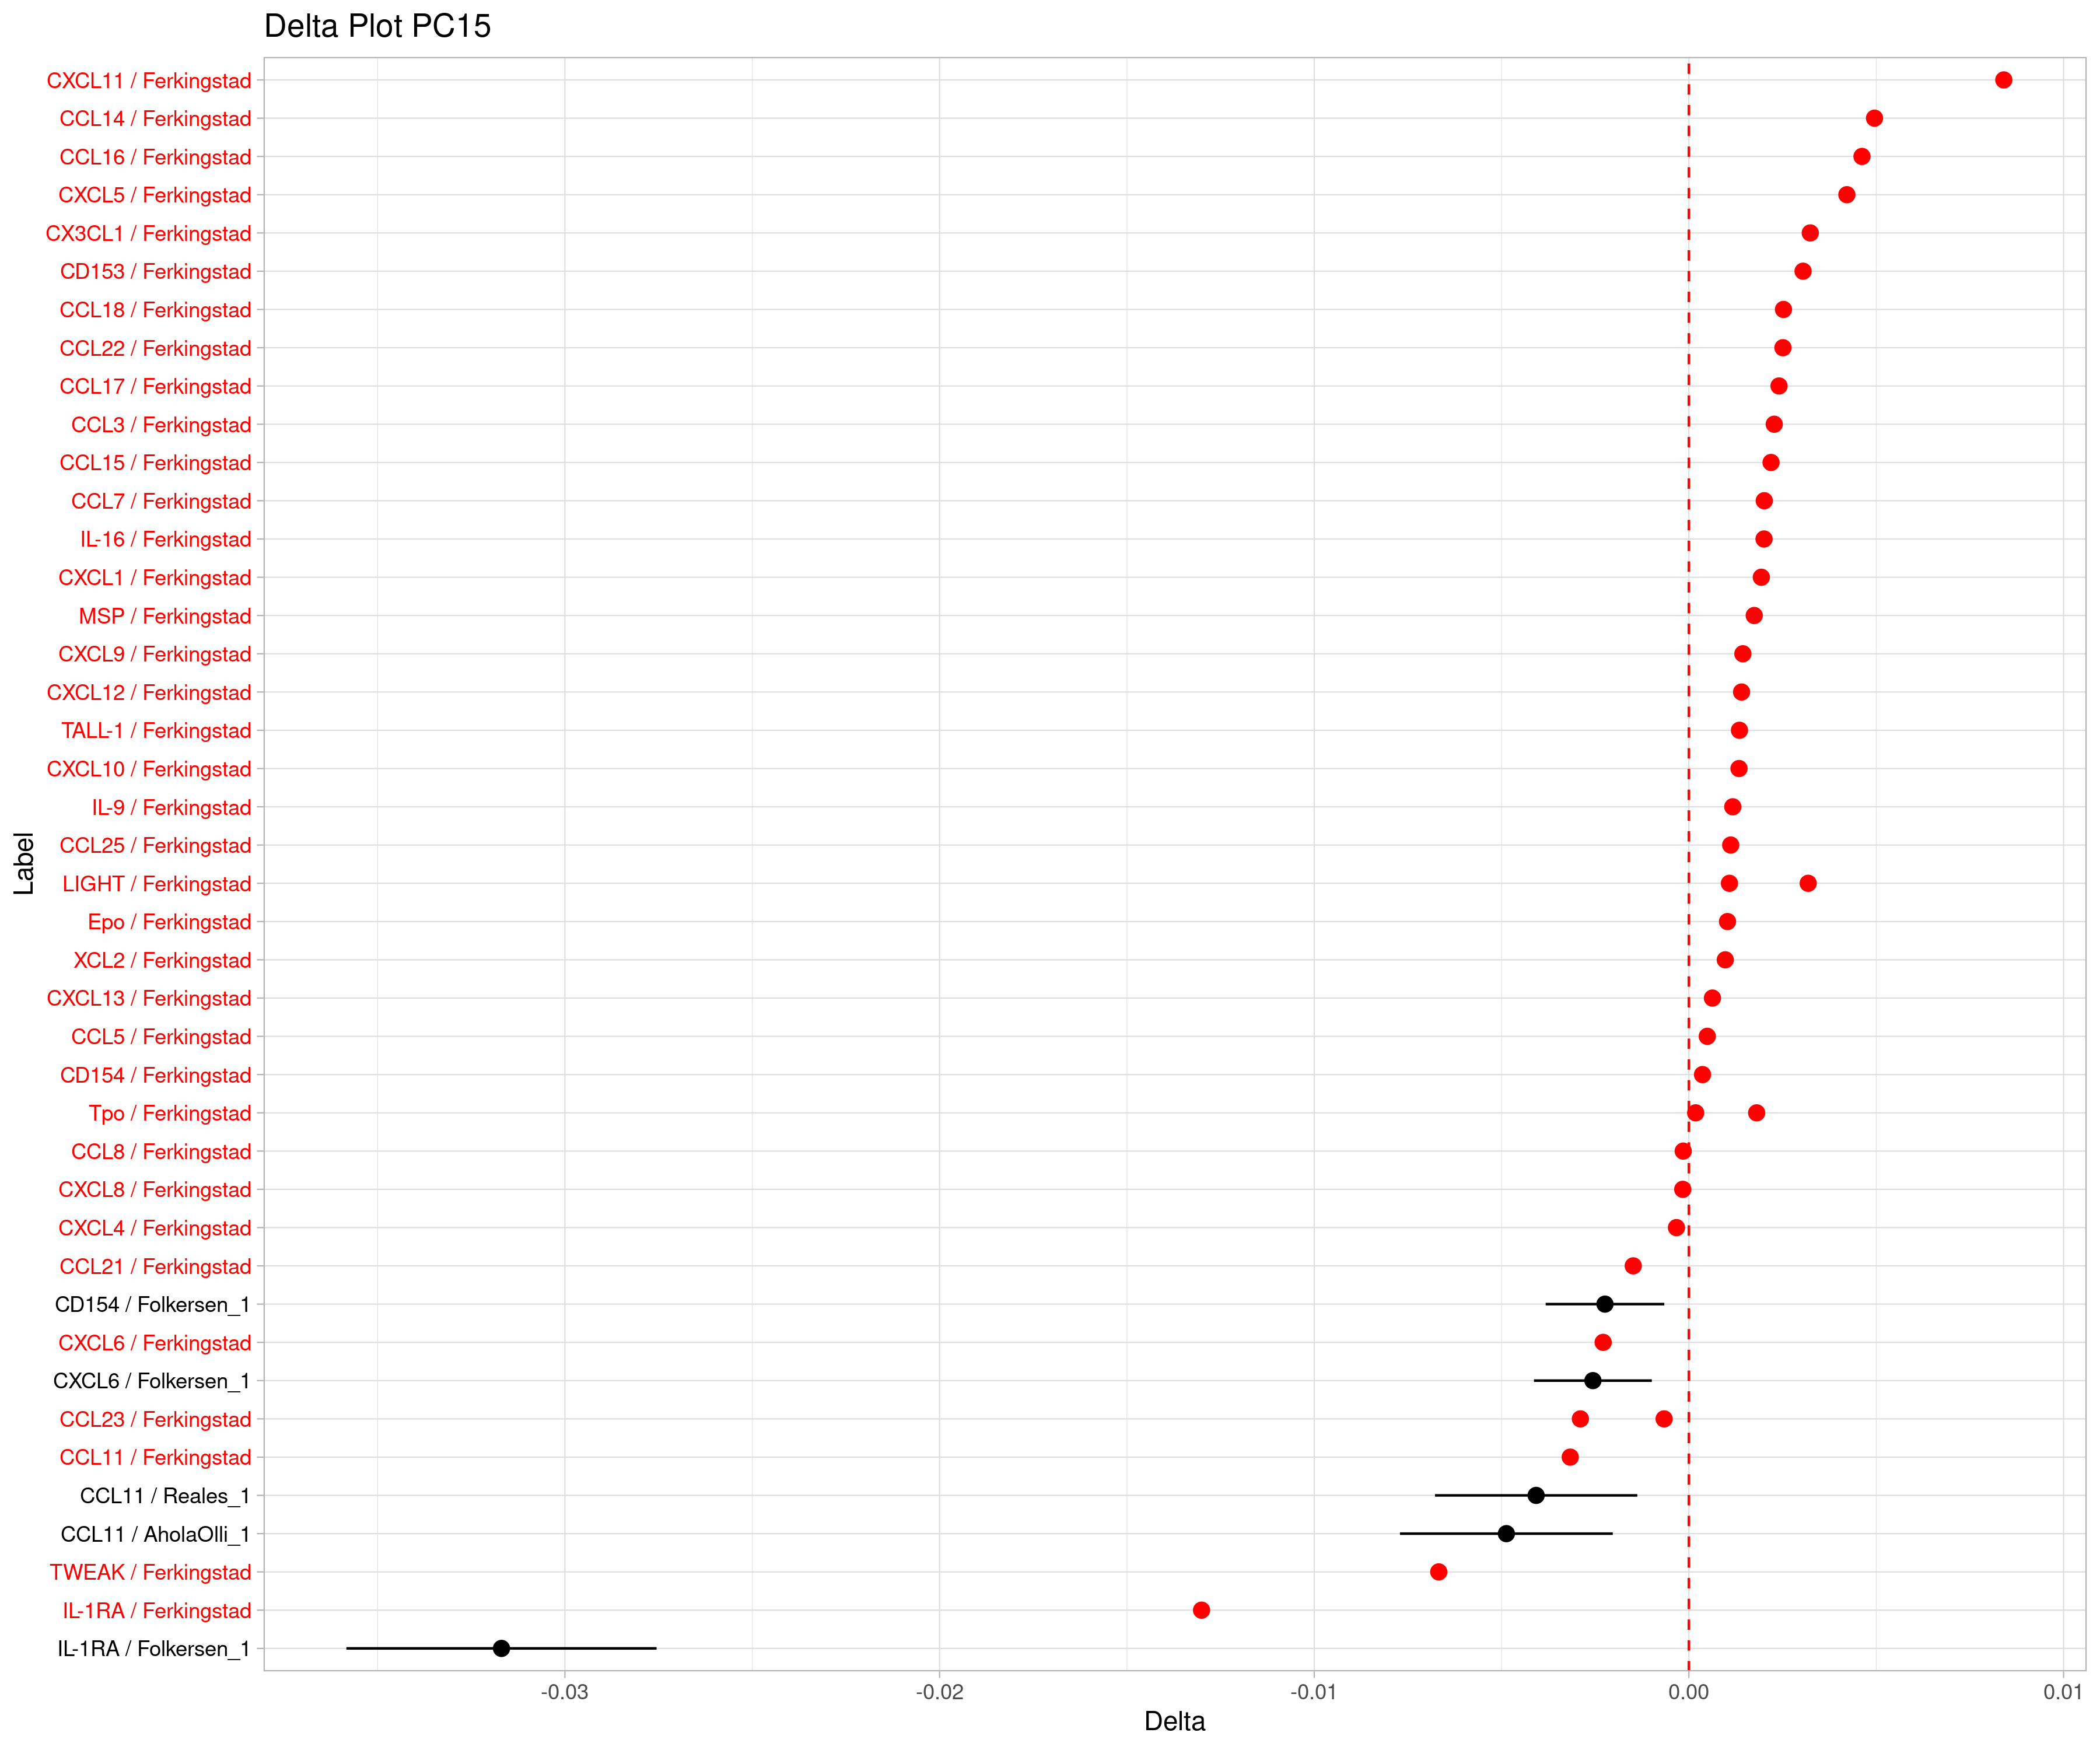 Delta Plot PC15
CXCL11 / Ferkingstad
CCL14 / Ferkingstad
CCL16 / Ferkingstad
CXCL5 / Ferkingstad
CX3CL1 / Ferkingstad
CD153 / Ferkingstad
CCL18 / Ferkingstad
CCL22 / Ferkingstad
CCL17 / Ferkingstad
CCL3 / Ferkingstad
CCL15 / Ferkingstad
CCL7 / Ferkingstad
IL-16 / Ferkingstad
CXCL1 / Ferkingstad
MSP / Ferkingstad
CXCL9 / Ferkingstad
CXCL12 / Ferkingstad
TALL-1 / Ferkingstad
CXCL10 / Ferkingstad
IL-9 / Ferkingstad
CCL25 / Ferkingstad
LIGHT / Ferkingstad
Epo / Ferkingstad
XCL2 / Ferkingstad
CXCL13 / Ferkingstad
CCL5 / Ferkingstad
CD154 / Ferkingstad
Tpo / Ferkingstad
CCL8 / Ferkingstad
CXCL8 / Ferkingstad
CXCL4 / Ferkingstad
CCL21 / Ferkingstad
CD154 / Folkersen_1
CXCL6 / Ferkingstad
CXCL6 / Folkersen_1
CCL23 / Ferkingstad
CCL11 / Ferkingstad
CCL11 / Reales_1
CCL11 / AholaOlli_1
TWEAK / Ferkingstad
IL-1RA / Ferkingstad
IL-1RA / Folkersen_1
Label
-0.03
-0.02
-0.01
0.00
0.01
Delta